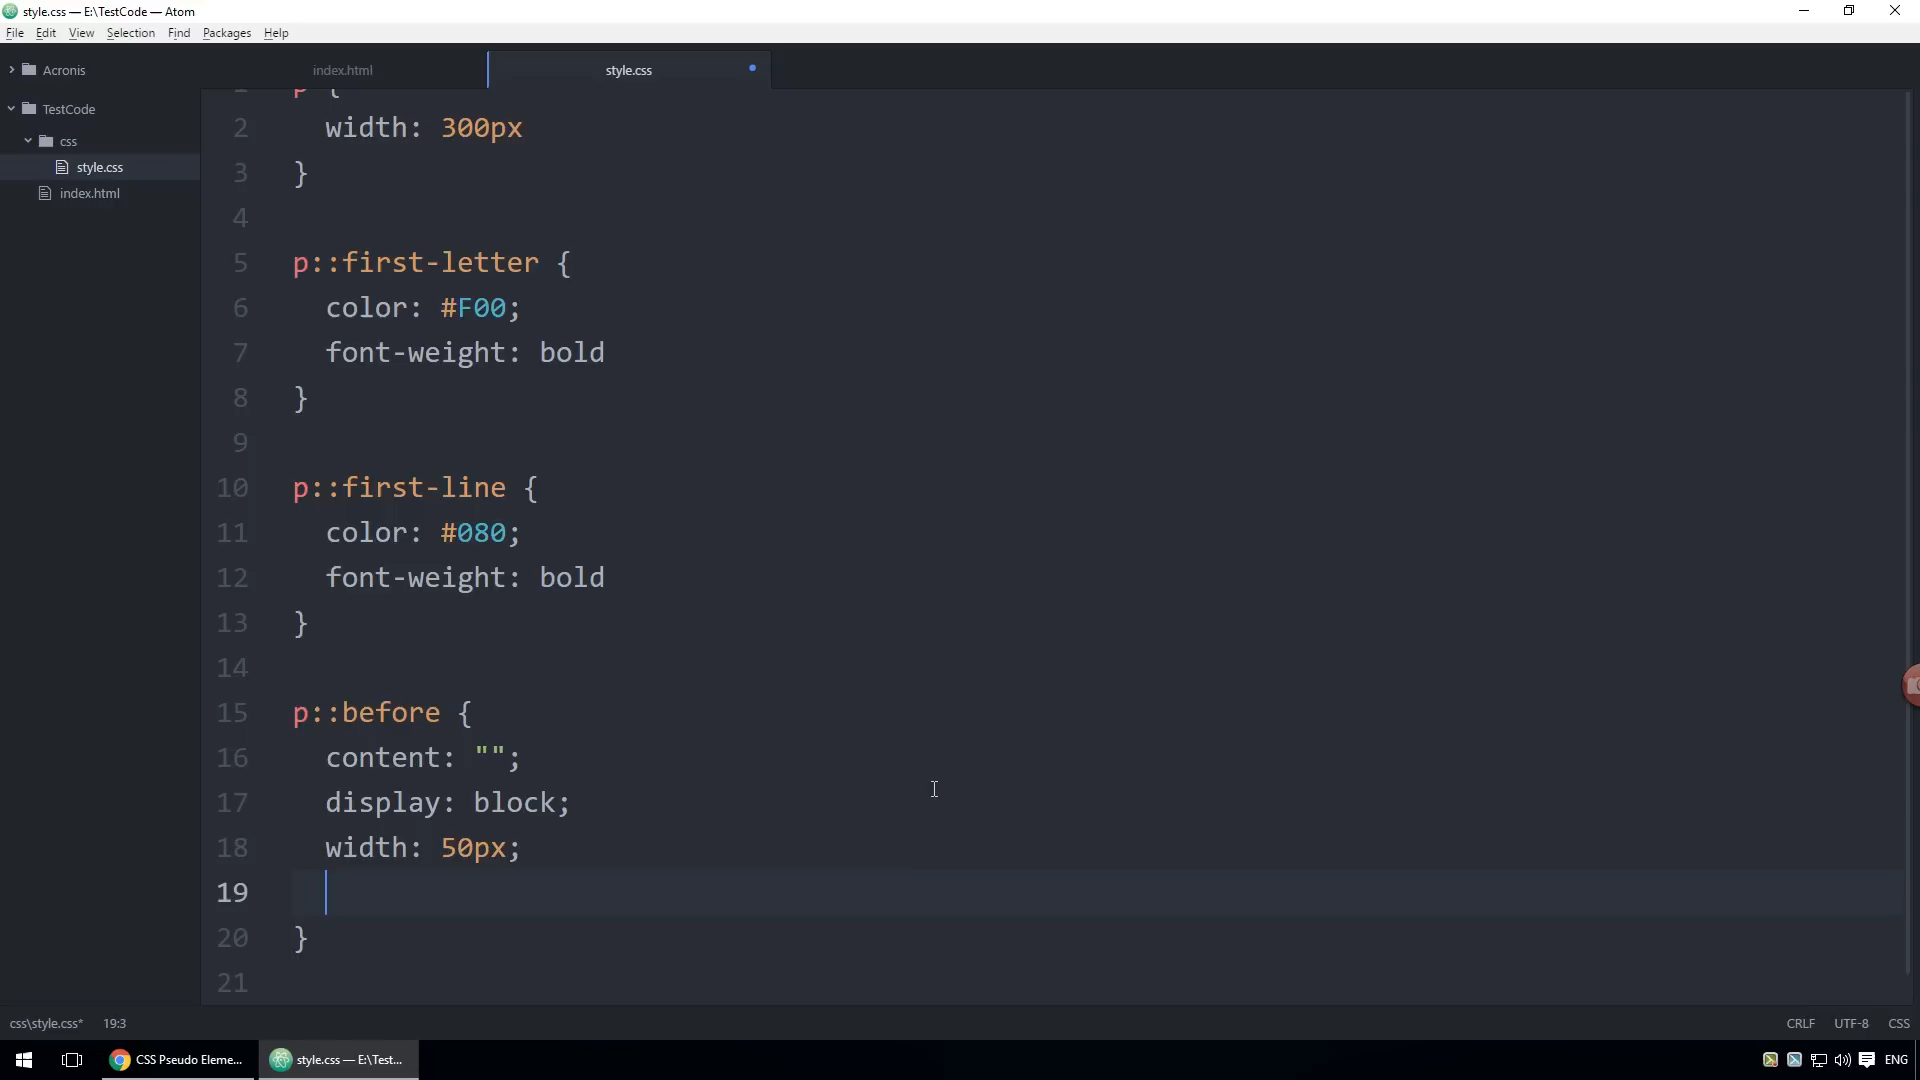 style.css — E:\TestCode — Atom
File Edit View Selection Find Packages Help
Acronis
TestCode
css
style.css
index.html
index.html
style.css
1 p {
2 width: 300px
3 }
4
5 p::first-letter {
6 color: #F00;
7 font-weight: bold
8 }
9
10 p::first-line {
11 color: #080;
12 font-weight: bold
13 }
14
15 p::before {
16 content: "";
17 display: block;
18 width: 50px;
19
20 }
21
css\style.css* 19:3 CRLF UTF-8 CSS
CSS Pseudo Eleme... style.css — E:\Test... ENG